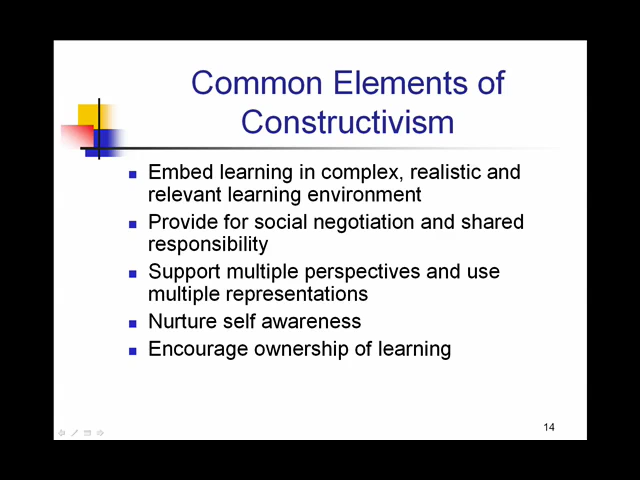 Common Elements of
Constructivism
Embed learning in complex, realistic and
relevant learning environment
Provide for social negotiation and shared
responsibility
Support multiple perspectives and use
multiple representations
Nurture self awareness
Encourage ownership of learning
14